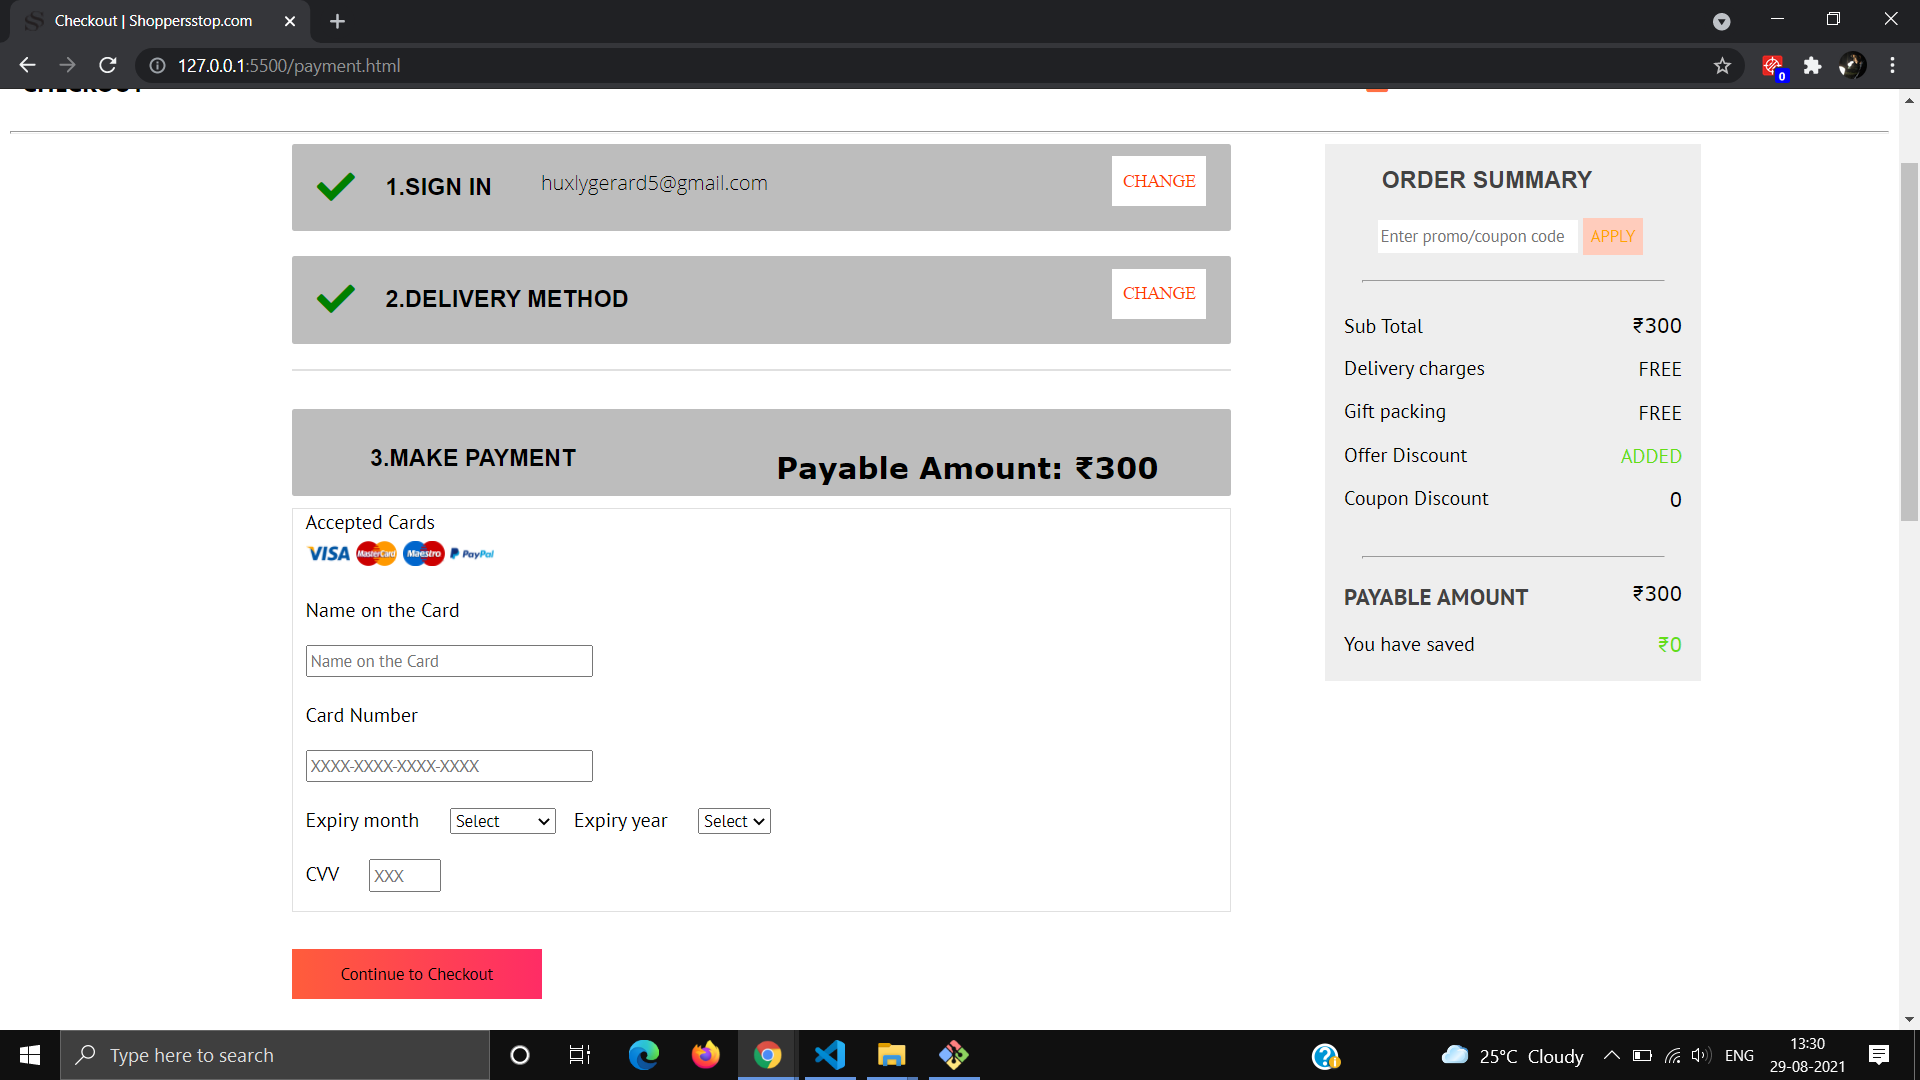 Checkout | Shoppersstop.com
127.0.0.1:5500/payment.html
0
CHECKOUT
1.SIGN IN huxlygerard5@gmail.com CHANGE
2.DELIVERY METHOD CHANGE
3.MAKE PAYMENT Payable Amount: ₹300
Accepted Cards
VISA MasterCard Maestro PayPal
Name on the Card
Name on the Card
Card Number
XXXX-XXXX-XXXX-XXXX
Expiry month Select Expiry year Select
CVV XXX
Continue to Checkout
ORDER SUMMARY
Enter promo/coupon code APPLY
Sub Total ₹300
Delivery charges FREE
Gift packing FREE
Offer Discount ADDED
Coupon Discount 0
PAYABLE AMOUNT ₹300
You have saved ₹0
Type here to search
25°C Cloudy
ENG
13:30
29-08-2021